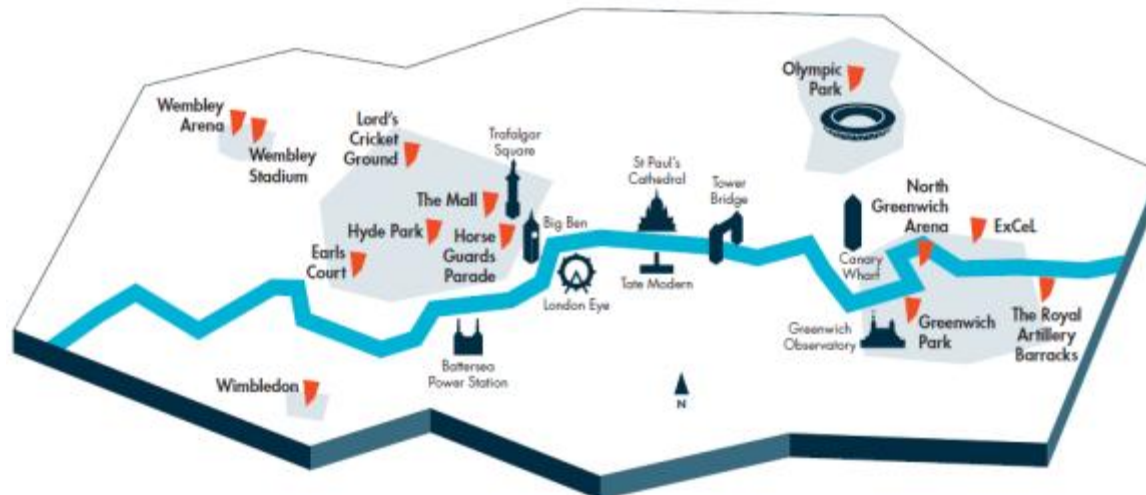 Olympic
Park
Wembley
Arena
Wembley
Stadium
Lord's
Cricket
Ground
Trafalgar
Square
St Paul's
Cathedral
Tower
Bridge
North
Greenwich
Arena
The Mall
Hyde Park
Horse
Guards
Parade
Big Ben
Earls
Court
ExCeL
Canary
Wharf
London Eye
Tate Modern
Battersea
Power Station
Greenwich
Observatory
Greenwich
Park
The Royal
Artillery
Barracks
Wimbledon
N